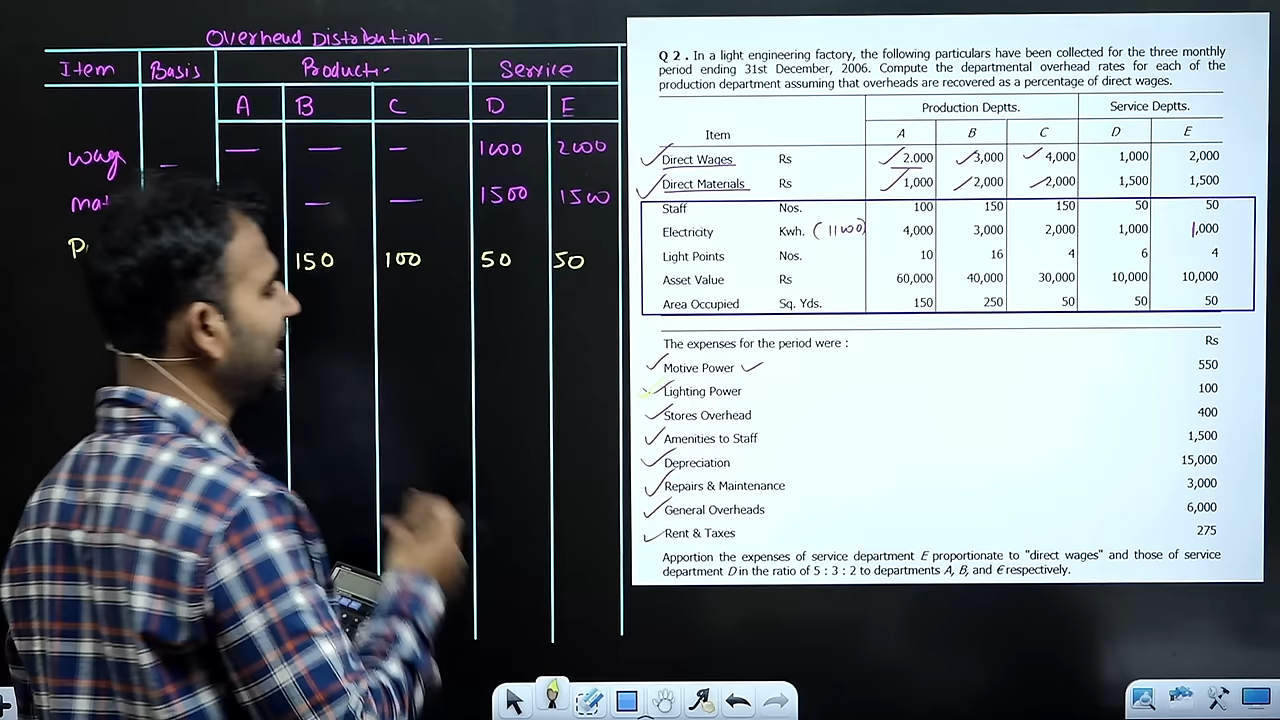 Overhead Distribution-
Item Basis Product Service
A B C D E
wag — — — — 1000 2000
— — 1500 1500
150 100 50 50
Q 2 . In a light engineering factory, the following particulars have been collected for the three monthly
period ending 31st December, 2006. Compute the departmental overhead rates for each of the
production department assuming that overheads are recovered as a percentage of direct wages.
Production Deptts. Service Deptts.
Item A B C D E
Direct Wages Rs 2.000 3,000 4,000 1,000 2,000
Direct Materials Rs 1,000 2,000 2,000 1,500 1,500
Staff Nos. 100 150 150 50 50
Electricity Kwh. (11000) 4,000 3,000 2,000 1,000 1,000
Light Points Nos. 10 16 4 6 4
Asset Value Rs 60,000 40,000 30,000 10,000 10,000
Area Occupied Sq. Yds. 150 250 50 50 50
The expenses for the period were : Rs
Motive Power 550
Lighting Power 100
Stores Overhead 400
Amenities to Staff 1,500
Depreciation 15,000
Repairs & Maintenance 3,000
General Overheads 6,000
Rent & Taxes 275
Apportion the expenses of service department E proportionate to "direct wages" and those of service
department D in the ratio of 5 : 3 : 2 to departments A, B, and C respectively.